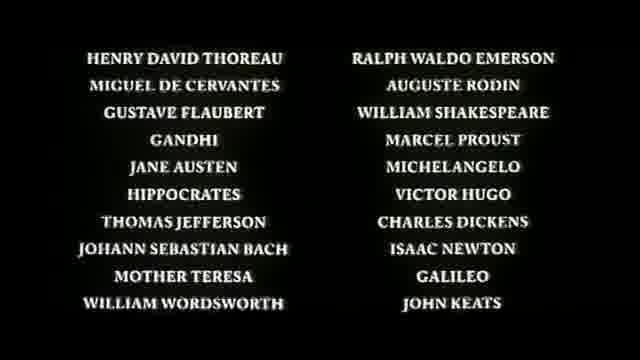 HENRY DAVID THOREAU
MIGUEL DE CERVANTES
GUSTAVE FLAUBERT
GANDHI
JANE AUSTEN
HIPPOCRATES
THOMAS JEFFERSON
JOHANN SEBASTIAN BACH
MOTHER TERESA
WILLIAM WORDSWORTH
RALPH WALDO EMERSON
AUGUSTE RODIN
WILLIAM SHAKESPEARE
MARCEL PROUST
MICHELANGELO
VICTOR HUGO
CHARLES DICKENS
ISAAC NEWTON
GALILEO
JOHN KEATS